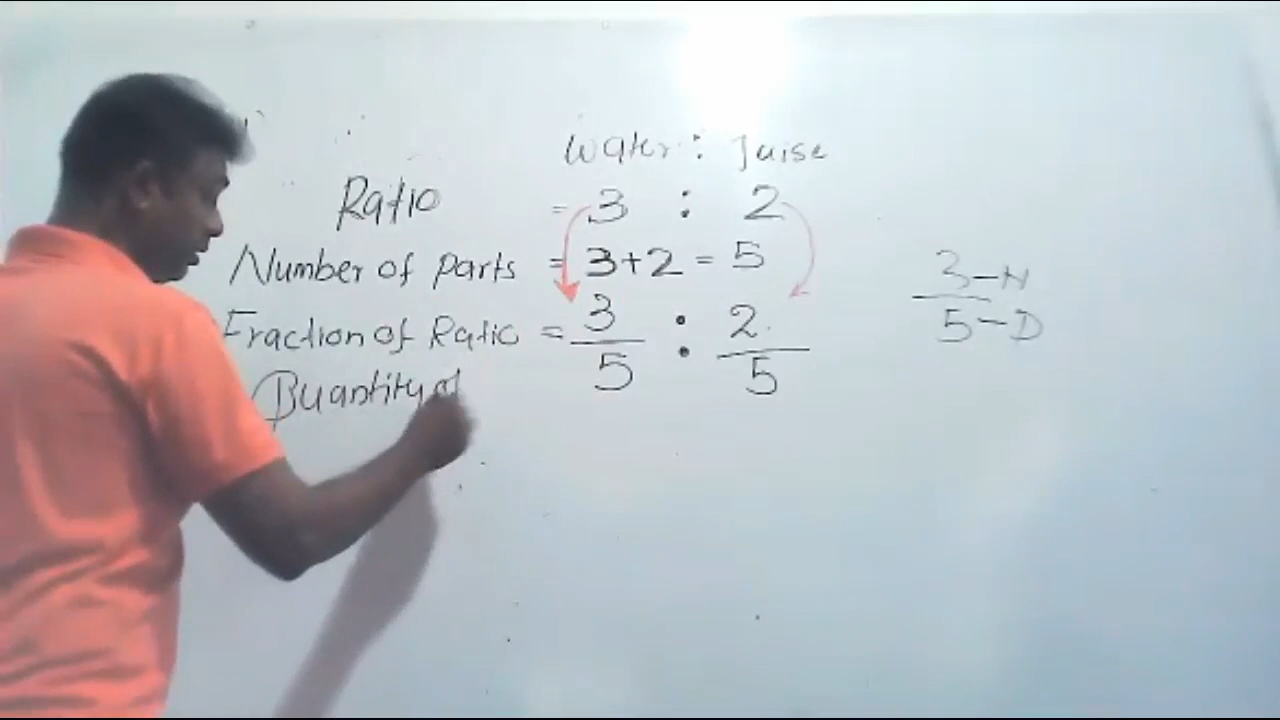 Water : Juise
Ratio = 3 : 2
Number of parts = 3+2 = 5
Fraction of Ratio = 3/5 : 2/5
Quantity of
3 – N
5 – D